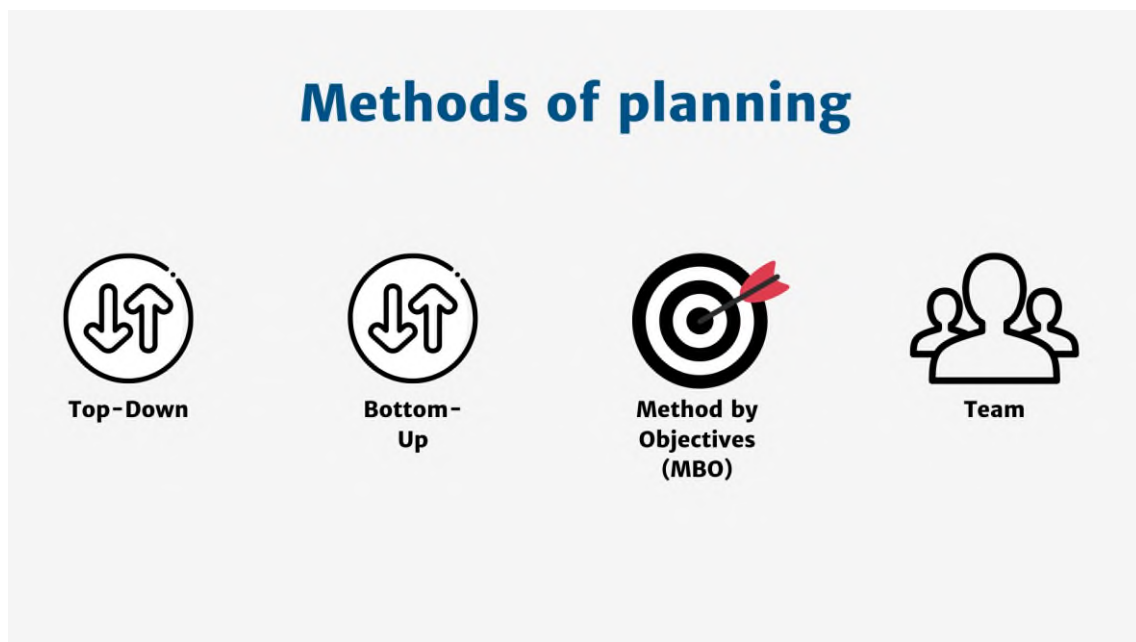 Methods of planning
Top-Down
Bottom-
Up
Method by
Objectives
(MBO)
Team